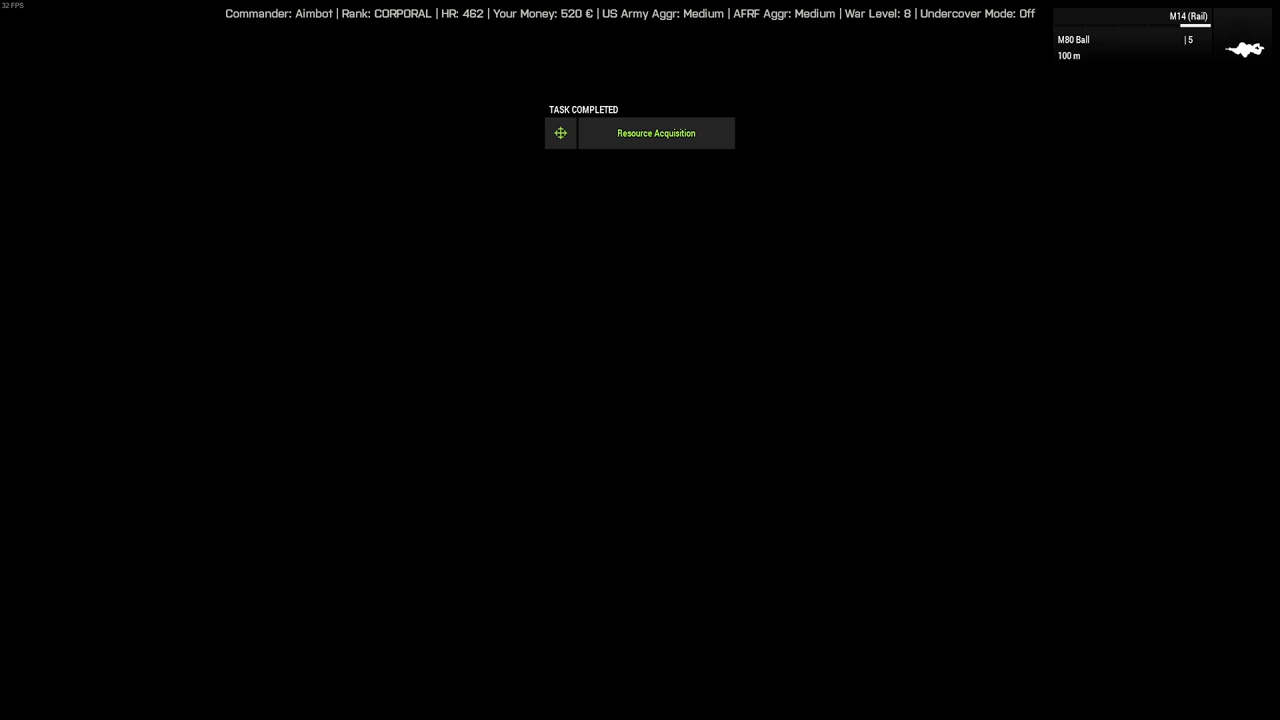 32 FPS
Commander: Aimbot | Rank: CORPORAL | HR: 462 | Your Money: 520 € | US Army Aggr: Medium | AFRF Aggr: Medium | War Level: 8 | Undercover Mode: Off
M14 (Rail)
M80 Ball | 5
100 m
TASK COMPLETED
Resource Acquisition